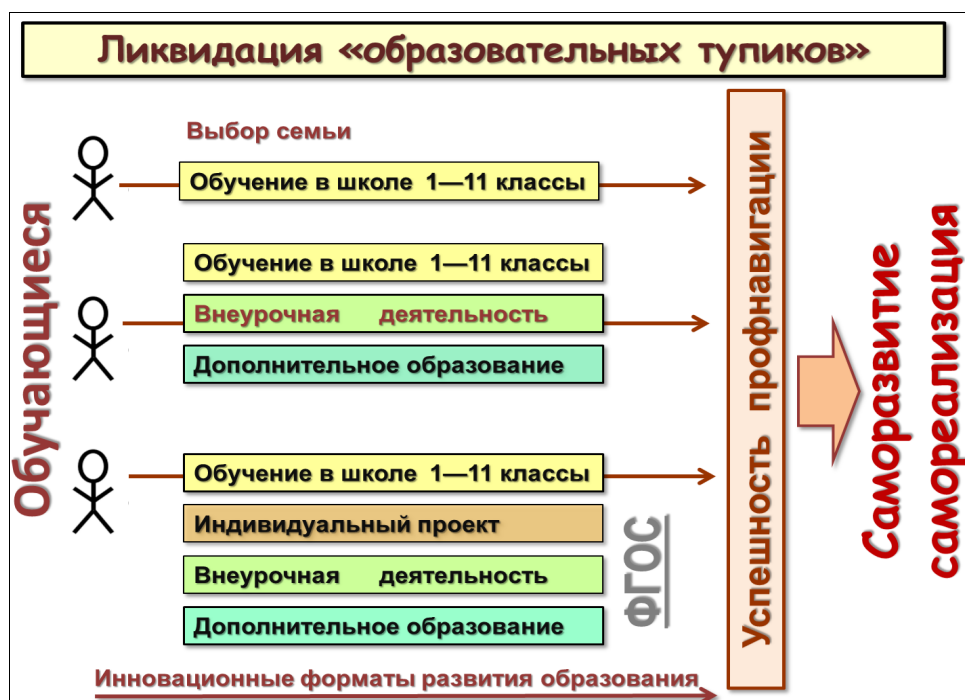 Ликвидация «образовательных тупиков»
Обучающиеся
Выбор семьи
Обучение в школе 1—11 классы
Обучение в школе 1—11 классы
Внеурочная деятельность
Дополнительное образование
Обучение в школе 1—11 классы
Индивидуальный проект
Внеурочная деятельность
Дополнительное образование
ФГОС
Инновационные форматы развития образования
Успешность профнавигации
Саморазвитие
самореализация